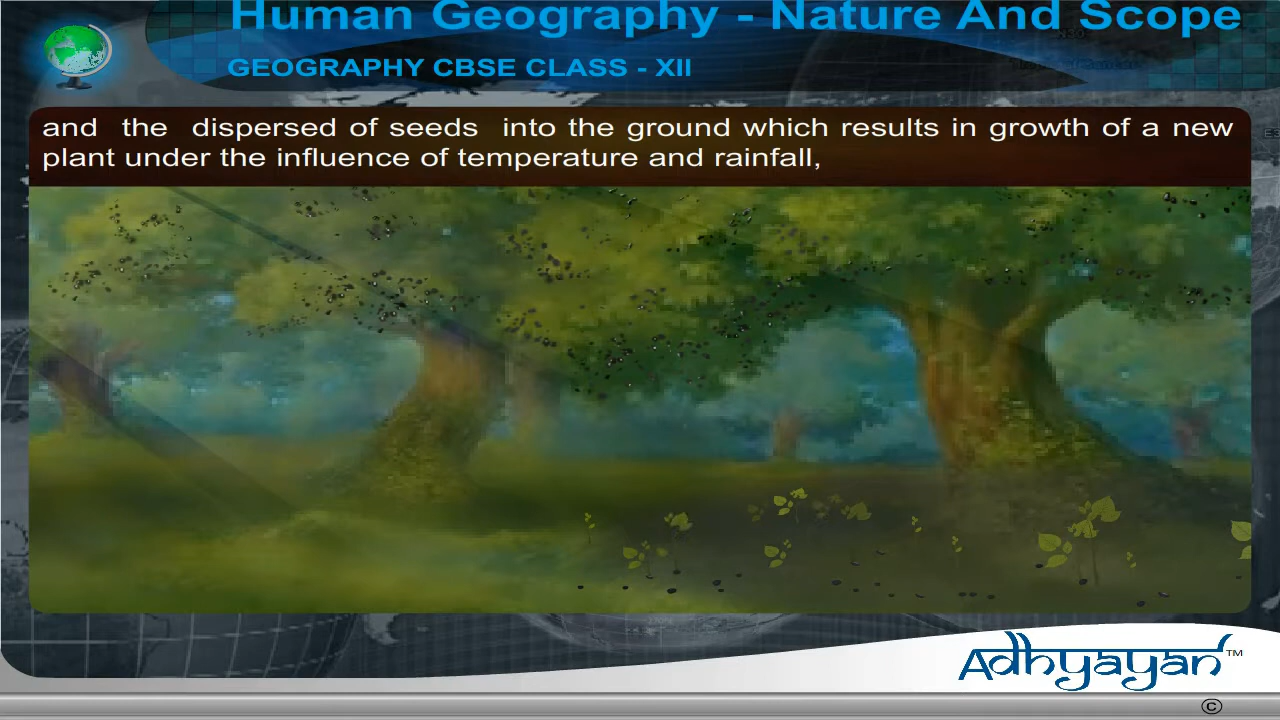 Human Geography - Nature And Scope
GEOGRAPHY CBSE CLASS - XII
and the dispersed of seeds into the ground which results in growth of a new
plant under the influence of temperature and rainfall,
Adhyayan™
©